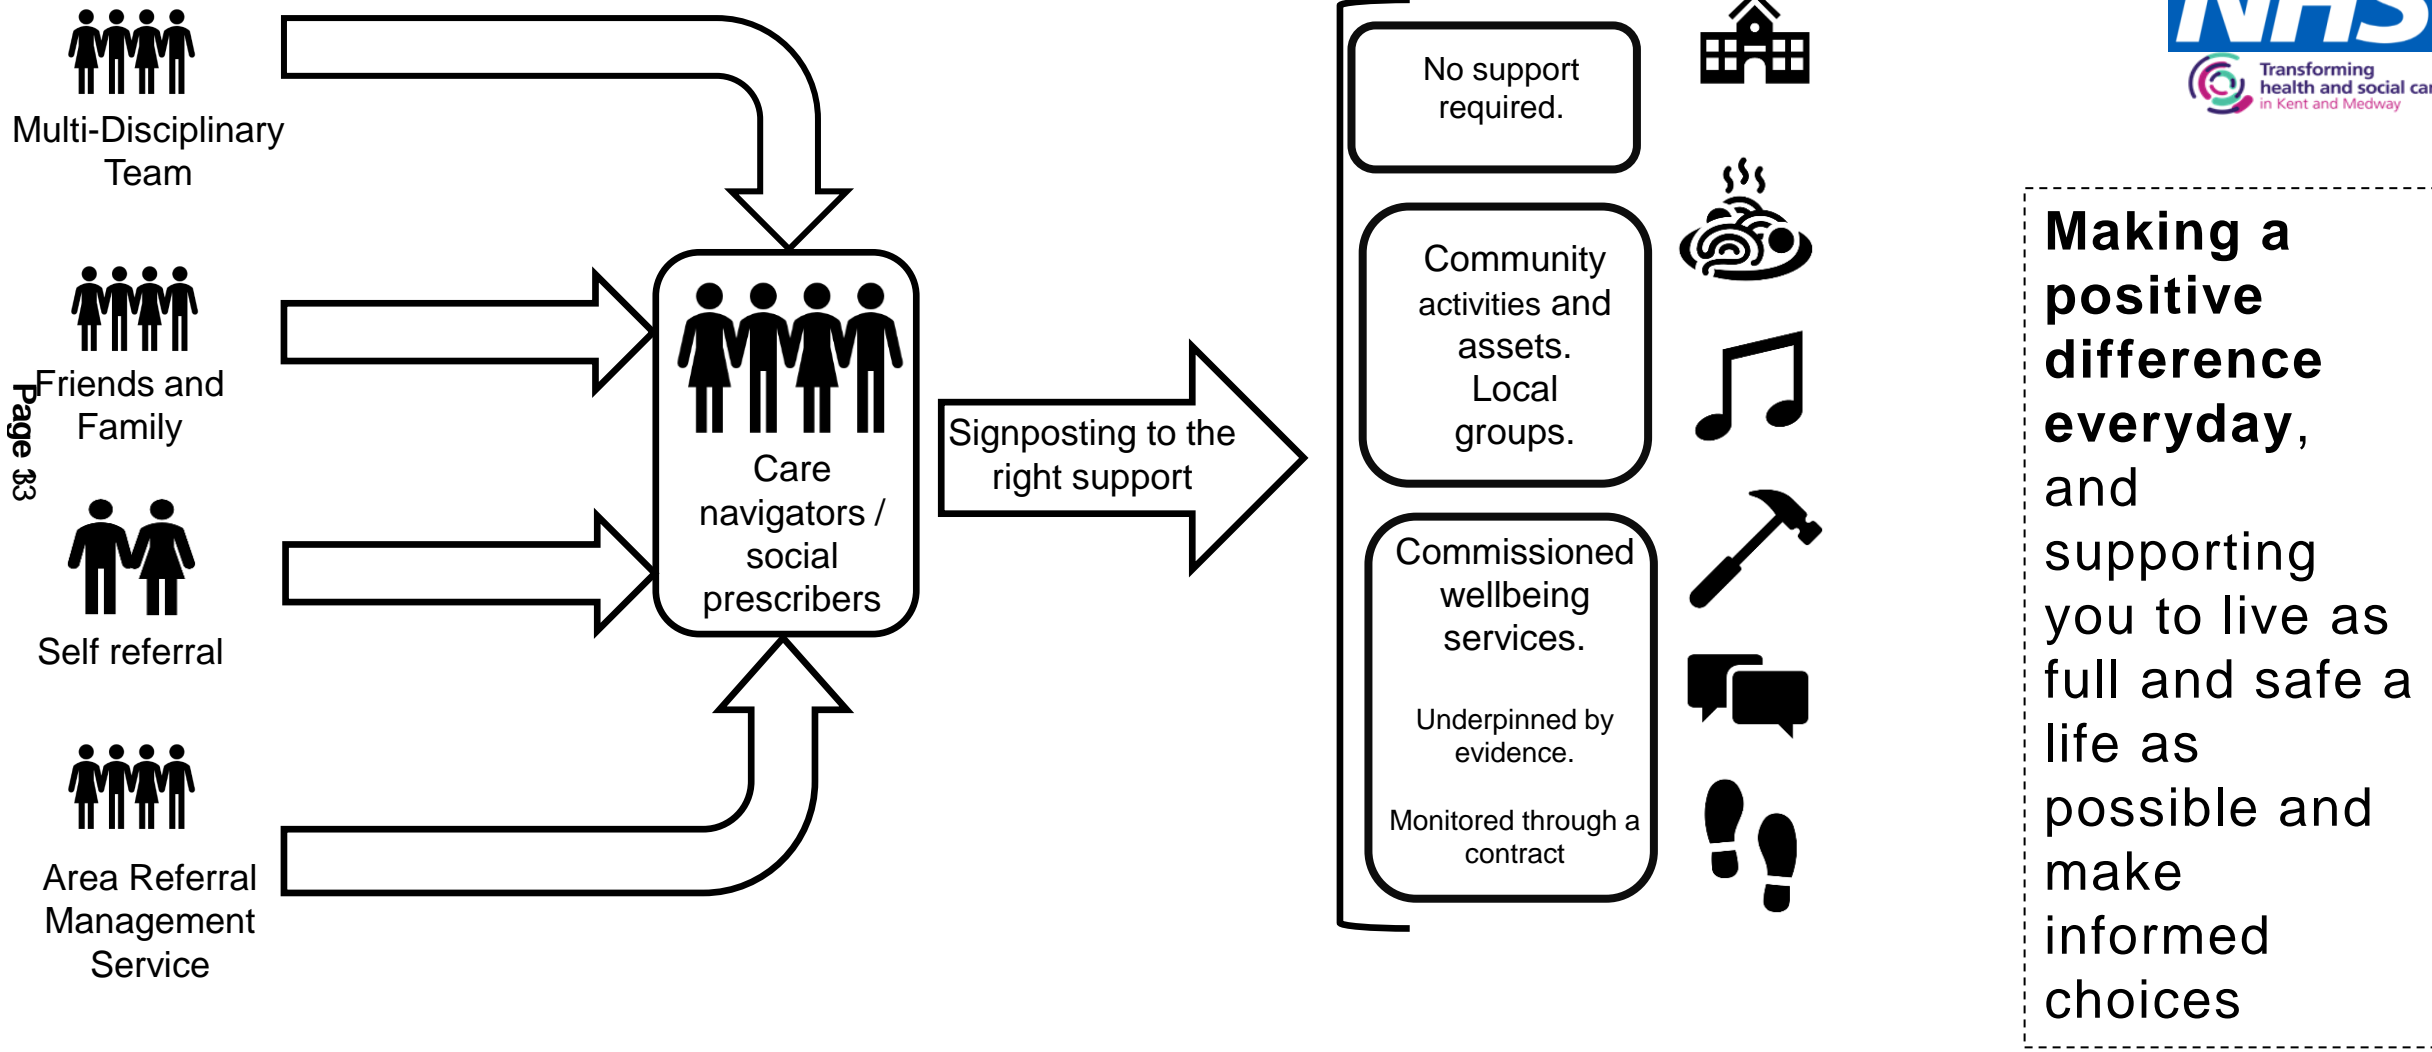 Multi-Disciplinary
Team
Friends and
Family
Self referral
Area Referral
Management
Service
Page
Care
navigators /
social
prescribers
Signposting to the
right support
No support
required.
Community
activities and
assets.
Local
groups.
Commissioned
wellbeing
services.
Underpinned by
evidence.
Monitored through a
contract
NHS
Transforming
health and social car
in Kent and Medway
Making a
positive
difference
everyday,
and
supporting
you to live as
full and safe a
life as
possible and
make
informed
choices